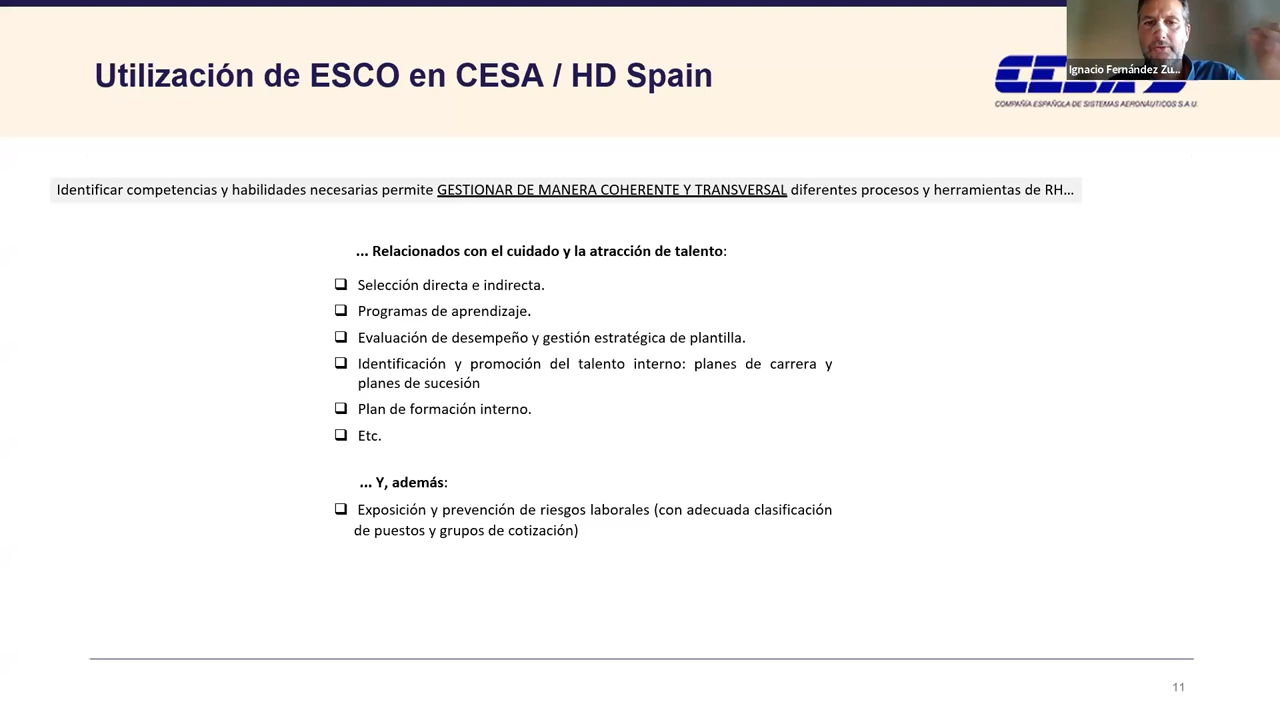 Utilización de ESCO en CESA / HD Spain
Ignacio Fernández Zu...
COMPAÑÍA ESPAÑOLA DE SISTEMAS AERONÁUTICOS S.A.U.
Identificar competencias y habilidades necesarias permite GESTIONAR DE MANERA COHERENTE Y TRANSVERSAL diferentes procesos y herramientas de RH...
... Relacionados con el cuidado y la atracción de talento:
❑ Selección directa e indirecta.
❑ Programas de aprendizaje.
❑ Evaluación de desempeño y gestión estratégica de plantilla.
❑ Identificación y promoción del talento interno: planes de carrera y
planes de sucesión
❑ Plan de formación interno.
❑ Etc.
... Y, además:
❑ Exposición y prevención de riesgos laborales (con adecuada clasificación
de puestos y grupos de cotización)
11